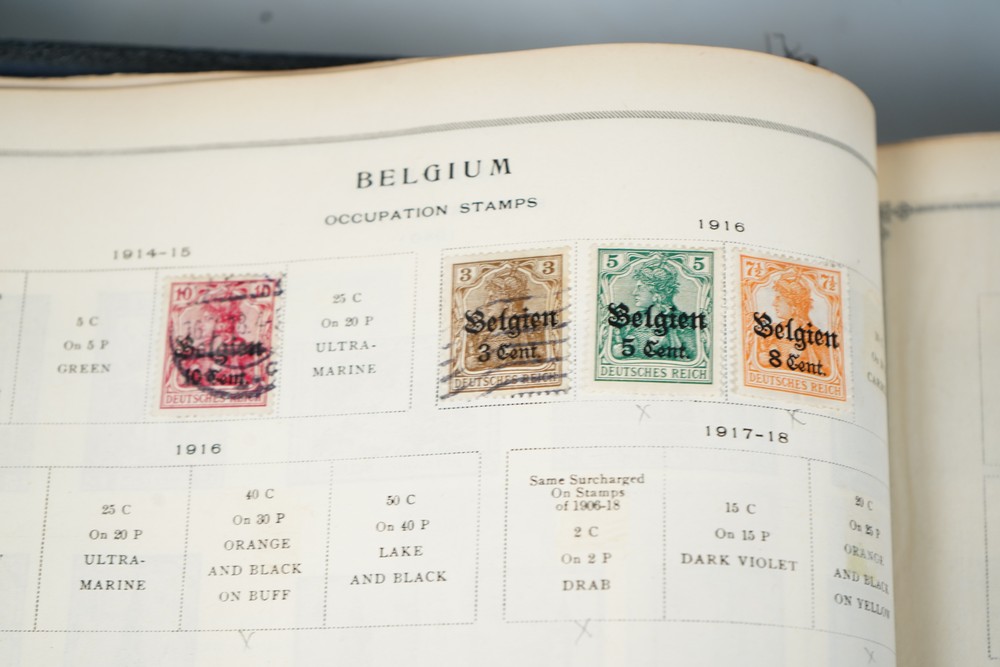 BELGIUM
OCCUPATION STAMPS
1914-15
1916
5 C
On 5 P
GREEN
10 10
Belgien
10 Cent.
DEUTSCHES REICH
25 C
On 20 P
ULTRA-
MARINE
3 3
Belgien
3 Cent.
DEUTSCHES REICH
5 5
Belgien
5 Cent.
DEUTSCHES REICH
7½ 7½
Belgien
8 Cent.
DEUTSCHES REICH
1916
25 C
On 20 P
ULTRA-
MARINE
40 C
On 30 P
ORANGE
AND BLACK
ON BUFF
50 C
On 40 P
LAKE
AND BLACK
1917-18
Same Surcharged
On Stamps
of 1906-18
2 C
On 2 P
DRAB
15 C
On 15 P
DARK VIOLET
20 C
On 25 P
ORANGE
AND BLACK
ON YELLOW